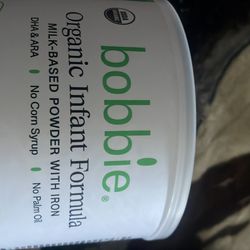 bobbie®
Organic Infant Formula
MILK-BASED POWDER WITH IRON
DHA & ARA • No Corn Syrup • No Palm Oil